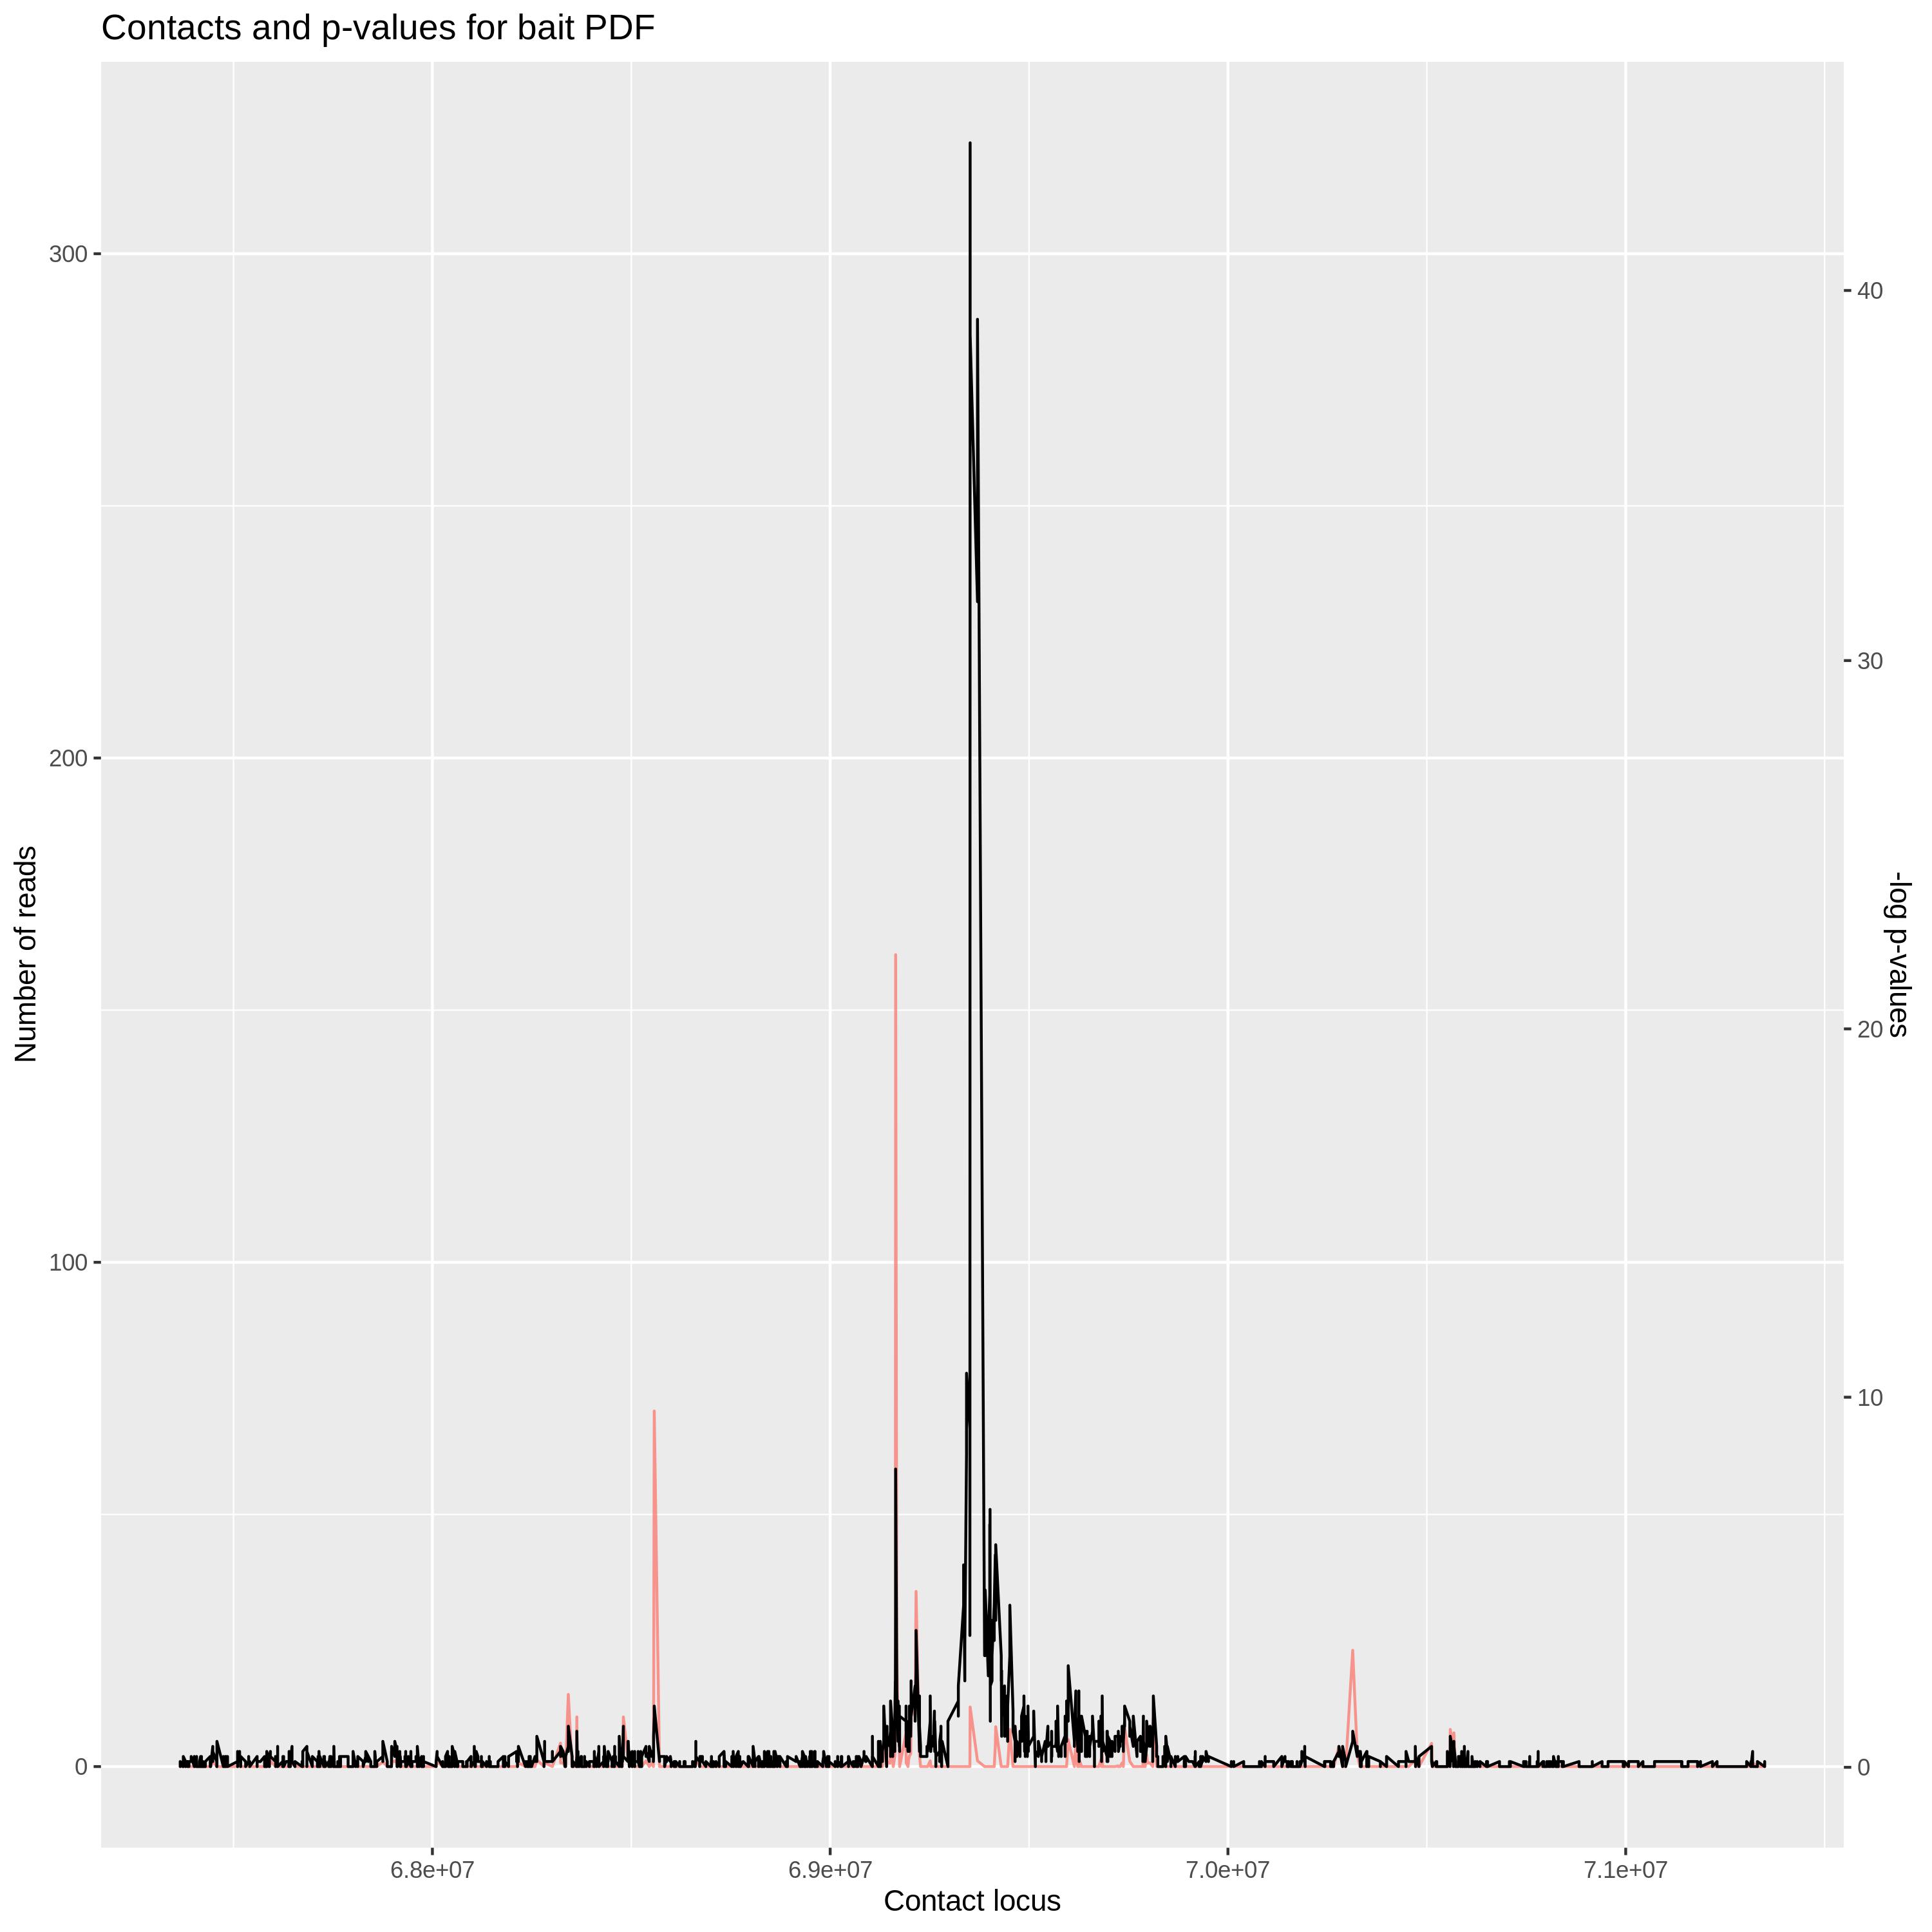 Contacts and p-values for bait PDF
300
200
100
0
Number of reads
40
30
20
10
0
-log p-values
6.8e+07
6.9e+07
7.0e+07
7.1e+07
Contact locus